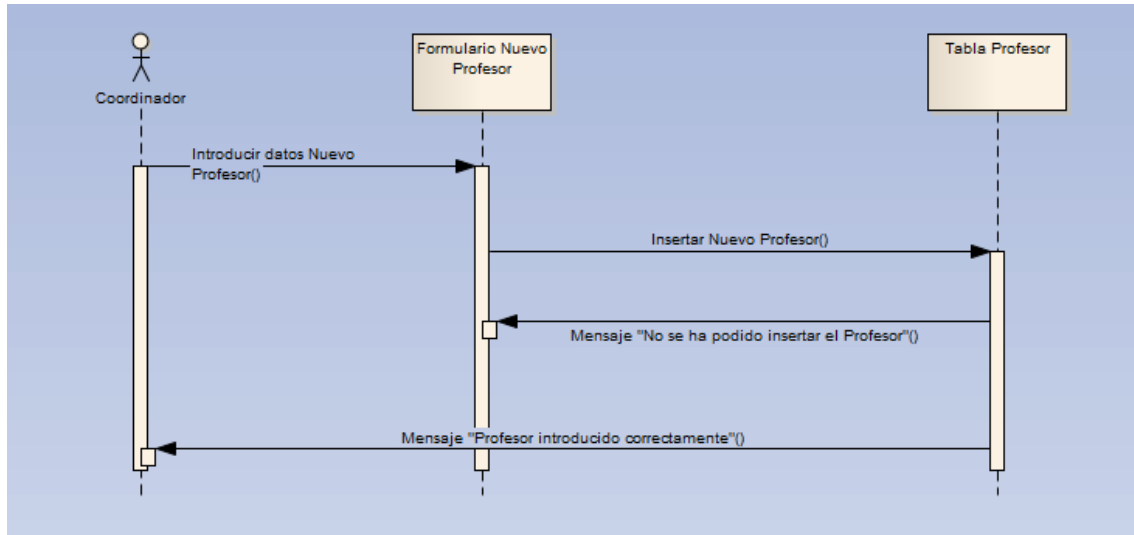 Formulario Nuevo
Profesor
Tabla Profesor
Coordinador
Introducir datos Nuevo
Profesor()
Insertar Nuevo Profesor()
Mensaje "No se ha podido insertar el Profesor"()
Mensaje "Profesor introducido correctamente"()